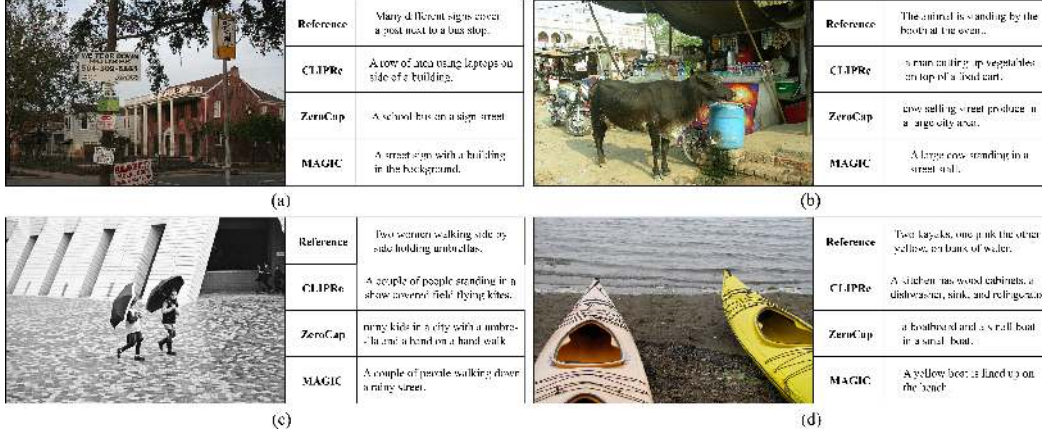 Reference
Many different signs cover
a post next to a bus stop.
CLIPRe
A row of men using laptops on
side of a building.
ZeroCap
A school bus on a sign street
MAGIC
A street sign with a building
in the background.
(a)
Reference
The animal is standing by the
booth at the event.
CLIPRe
a man cutting up vegetables
on top of a food cart.
ZeroCap
cow selling street produce in
a large city area.
MAGIC
A large cow standing in a
street stall.
(b)
Reference
Two women walking side by
side holding umbrellas.
CLIPRe
A couple of people standing in a
snow covered field flying kites.
ZeroCap
rainy kids in a city with a umbre-
-lla and a hand on a hand walk
MAGIC
A couple of people walking down
a rainy street.
(c)
Reference
Two kayaks, one pink the other
yellow, on bank of water.
CLIPRe
A kitchen has wood cabinets, a
dishwasher, sink, and refrigerator
ZeroCap
a boatboard and a small boat
in a small boat.
MAGIC
A yellow boat is lined up on
the beach
(d)